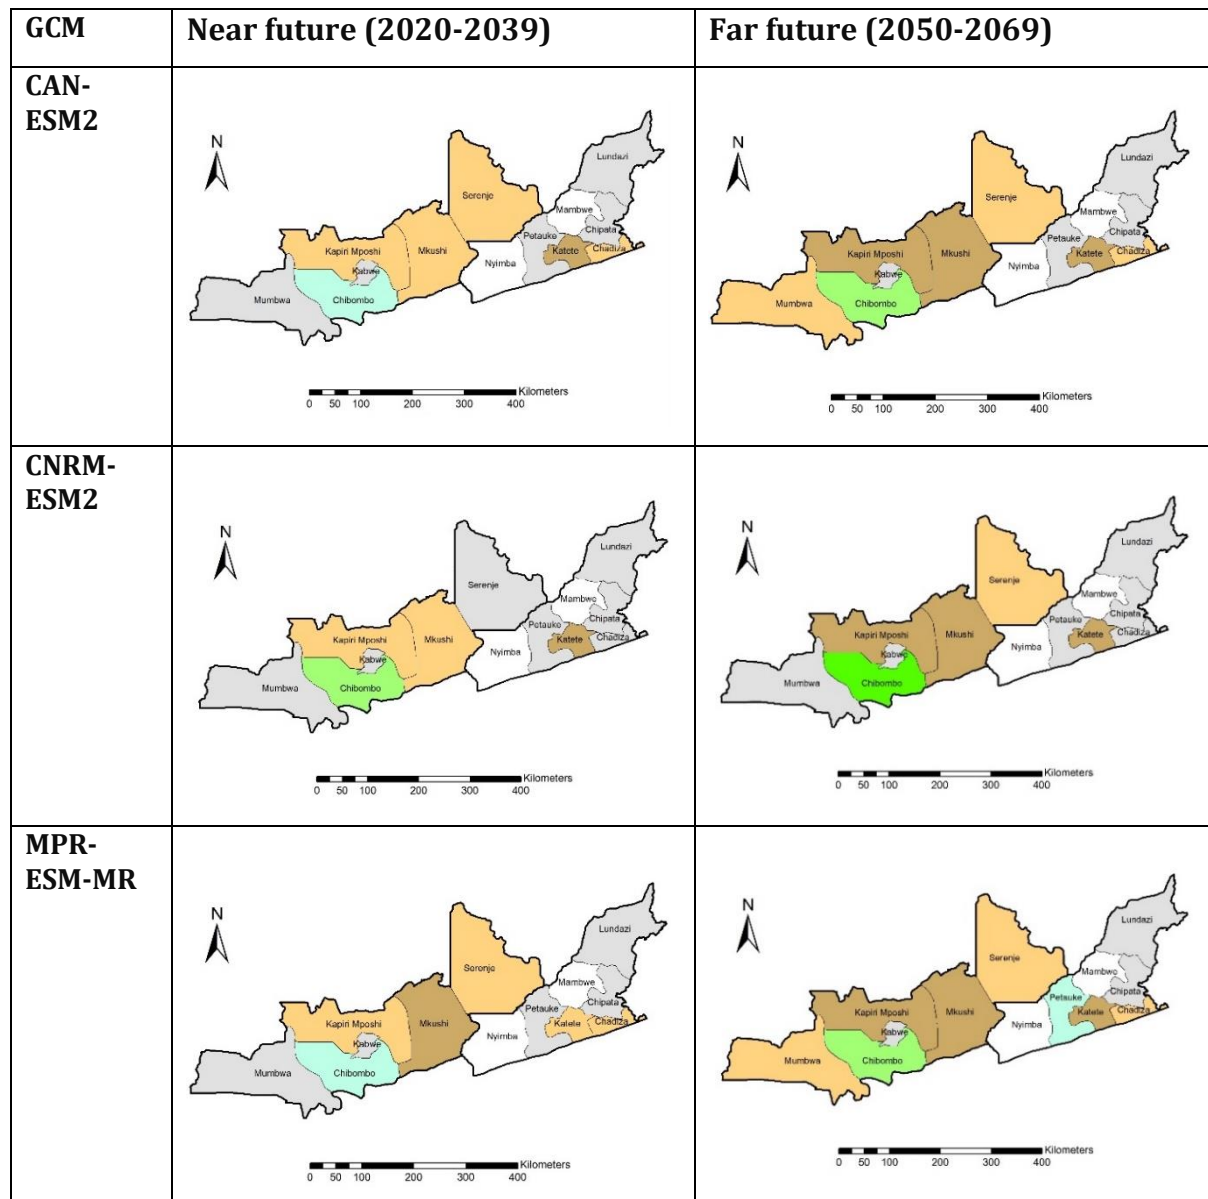 GCM
Near future (2020-2039)
Far future (2050-2069)
CAN-
ESM2
N
Lundazi
Serenje
Mambwe
Petauke
Chipata
Kapiri Mposhi
Mkushi
Katete
Chadiza
Nyimba
Kabwe
Mumbwa
Chibombo
Kilometers
0 50 100 200 300 400
N
Lundazi
Serenje
Mambwe
Petauke
Chipata
Kapiri Mposhi
Mkushi
Katete
Chadiza
Nyimba
Kabwe
Mumbwa
Chibombo
Kilometers
0 50 100 200 300 400
CNRM-
ESM2
N
Lundazi
Serenje
Mambwe
Petauke
Chipata
Kapiri Mposhi
Mkushi
Katete
Chadiza
Nyimba
Kabwe
Mumbwa
Chibombo
Kilometers
0 50 100 200 300 400
N
Lundazi
Serenje
Mambwe
Petauke
Chipata
Kapiri Mposhi
Mkushi
Katete
Chadiza
Nyimba
Kabwe
Mumbwa
Chibombo
Kilometers
0 50 100 200 300 400
MPR-
ESM-MR
N
Lundazi
Serenje
Mambwe
Petauke
Chipata
Kapiri Mposhi
Mkushi
Katete
Chadiza
Nyimba
Kabwe
Mumbwa
Chibombo
Kilometers
0 50 100 200 300 400
N
Lundazi
Serenje
Mambwe
Petauke
Chipata
Kapiri Mposhi
Mkushi
Katete
Chadiza
Nyimba
Kabwe
Mumbwa
Chibombo
Kilometers
0 50 100 200 300 400